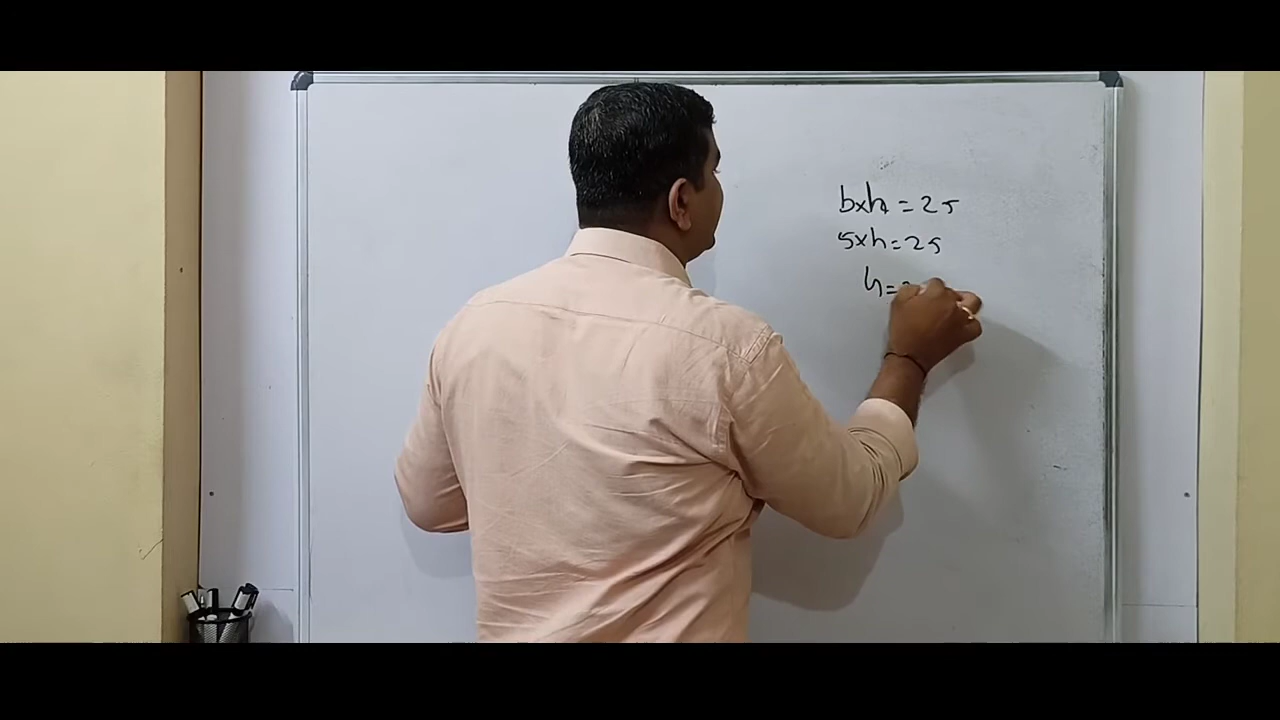 bxh = 25
5xh = 25
h =